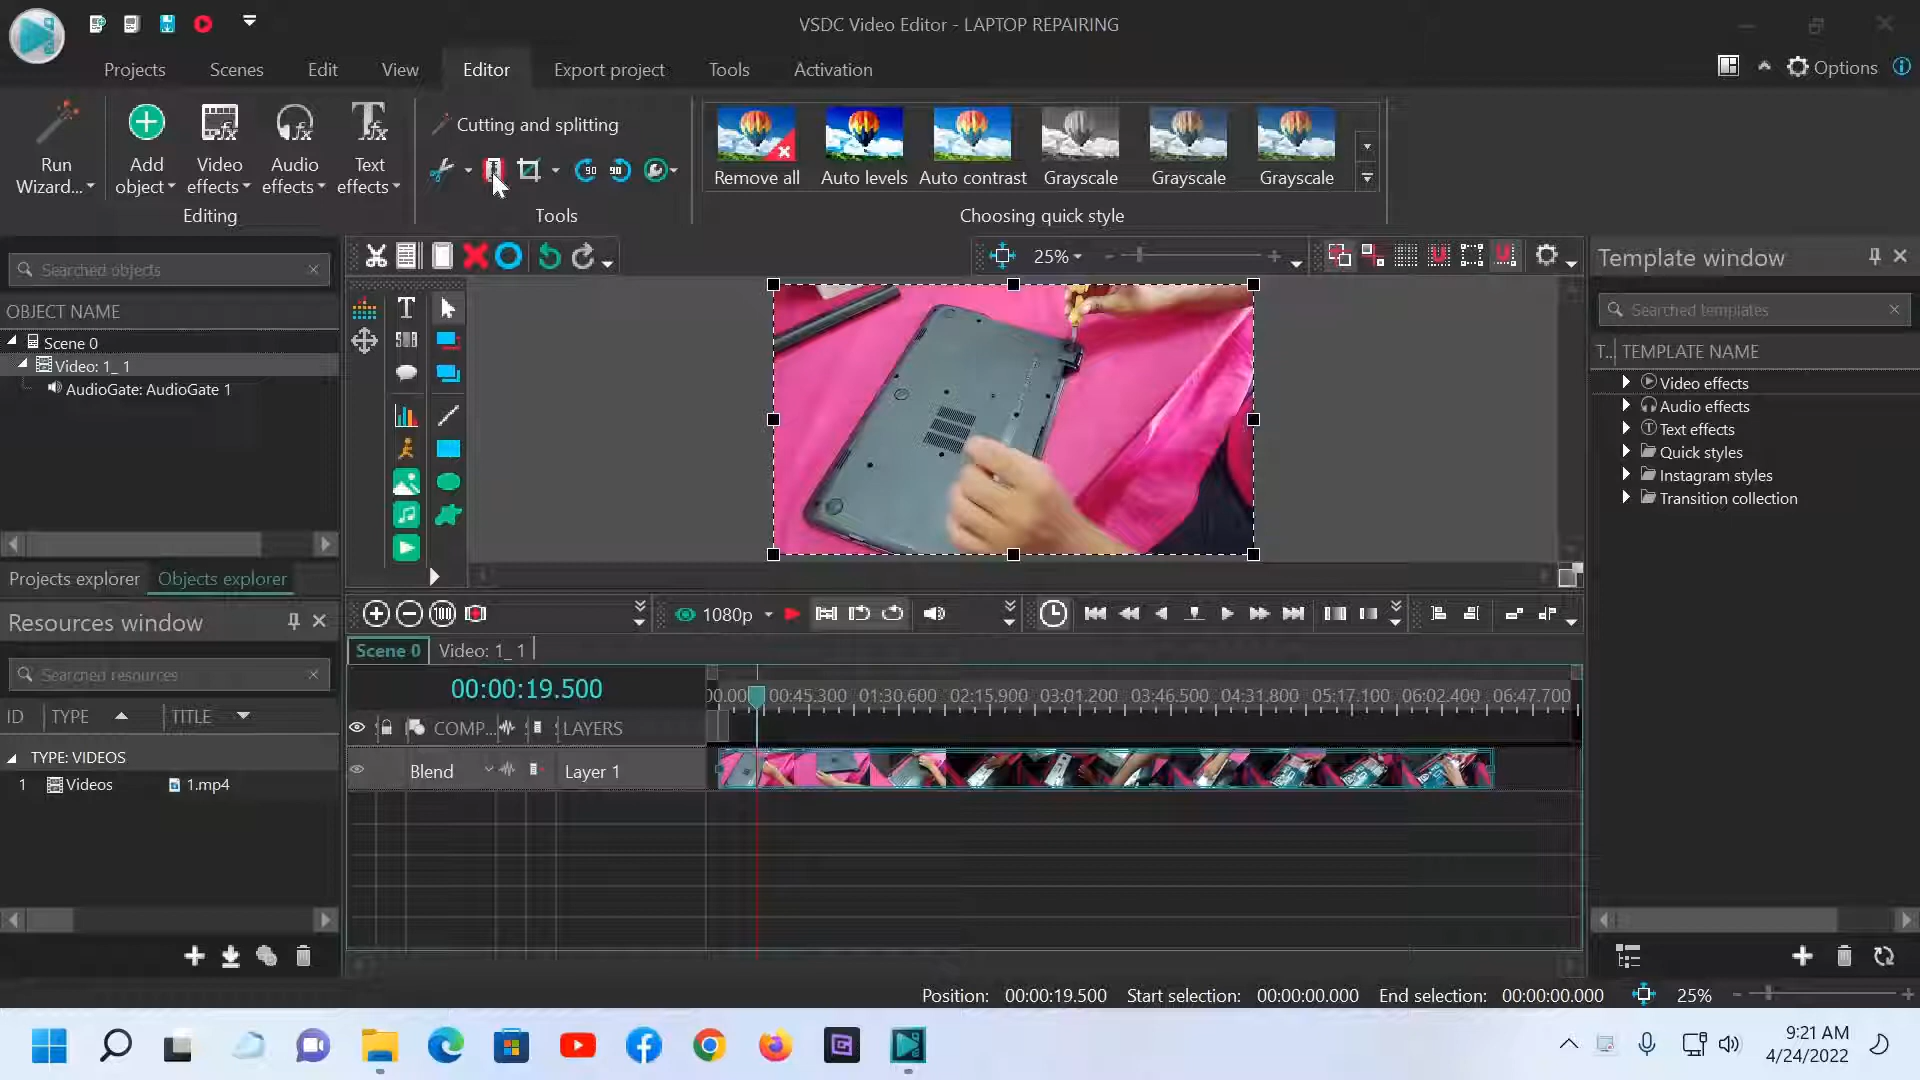 VSDC Video Editor - LAPTOP REPAIRING
Projects
Scenes
Edit
View
Editor
Export project
Tools
Activation
Options
Run
Wizard...
Add
object
Video
effects
Audio
effects
Text
effects
Editing
Cutting and splitting
Tools
Remove all
Auto levels
Auto contrast
Grayscale
Grayscale
Grayscale
Choosing quick style
Searched objects
25%
Template window
OBJECT NAME
Searched templates
Scene 0
Video: 1_ 1
AudioGate: AudioGate 1
T... TEMPLATE NAME
Video effects
Audio effects
Text effects
Quick styles
Instagram styles
Transition collection
Projects explorer
Objects explorer
Resources window
1080p
Scene 0
Video: 1_ 1
Searched resources
00:00:19.500
00:45.300 01:30.600 02:15.900 03:01.200 03:46.500 04:31.800 05:17.100 06:02.400 06:47.700
ID TYPE TITLE
COMP... LAYERS
TYPE: VIDEOS
Blend
Layer 1
1 Videos 1.mp4
Position: 00:00:19.500 Start selection: 00:00:00.000 End selection: 00:00:00.000 25%
9:21 AM
4/24/2022